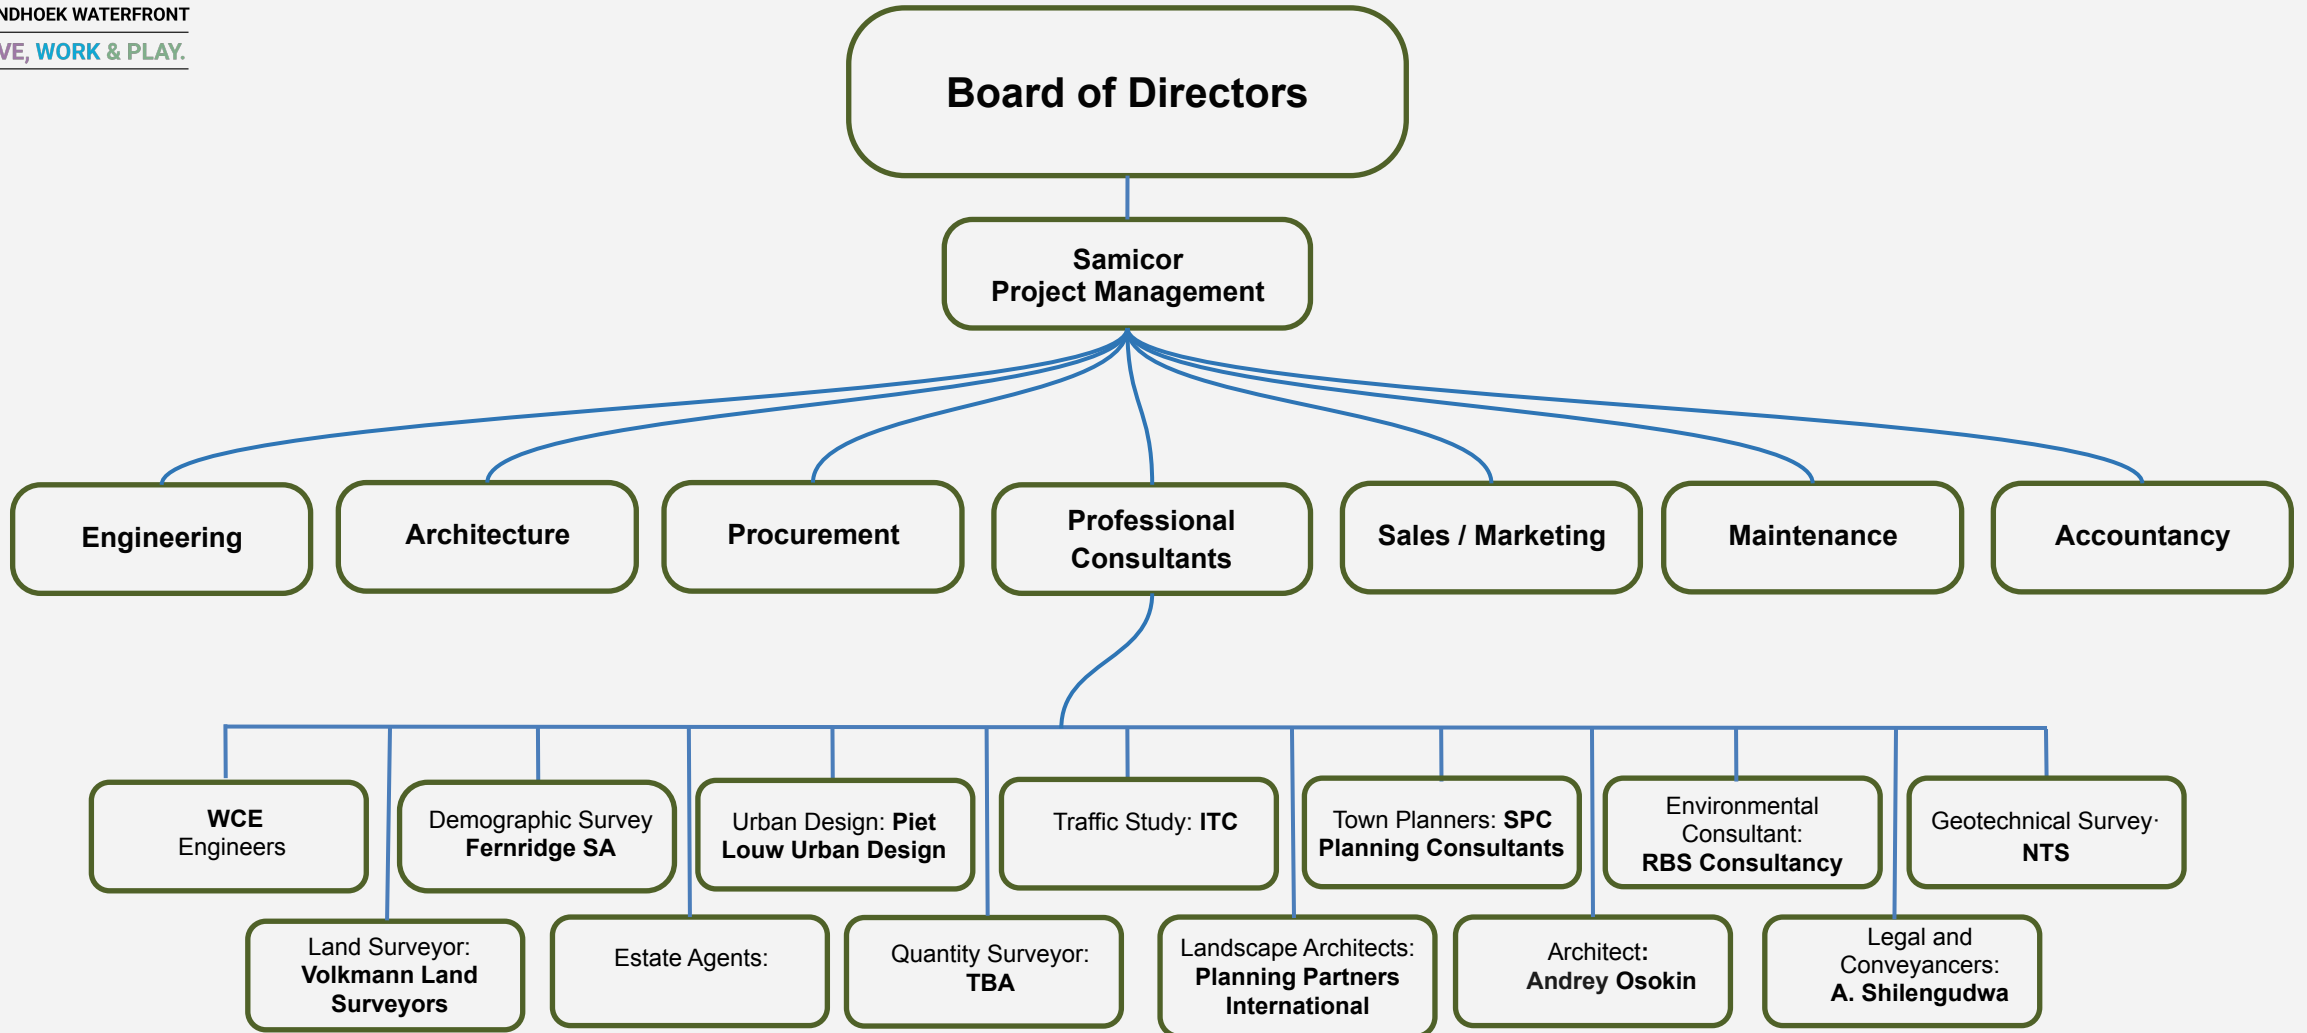 NDHOEK WATERFRONT
VE, WORK & PLAY.
Board of Directors
Samicor
Project Management
Engineering
Architecture
Procurement
Professional
Consultants
Sales / Marketing
Maintenance
Accountancy
WCE
Engineers
Demographic Survey
Fernridge SA
Urban Design: Piet
Louw Urban Design
Traffic Study: ITC
Town Planners: SPC
Planning Consultants
Environmental
Consultant:
RBS Consultancy
Geotechnical Survey·
NTS
Land Surveyor:
Volkmann Land
Surveyors
Estate Agents:
Quantity Surveyor:
TBA
Landscape Architects:
Planning Partners
International
Architect:
Andrey Osokin
Legal and
Conveyancers:
A. Shilengudwa